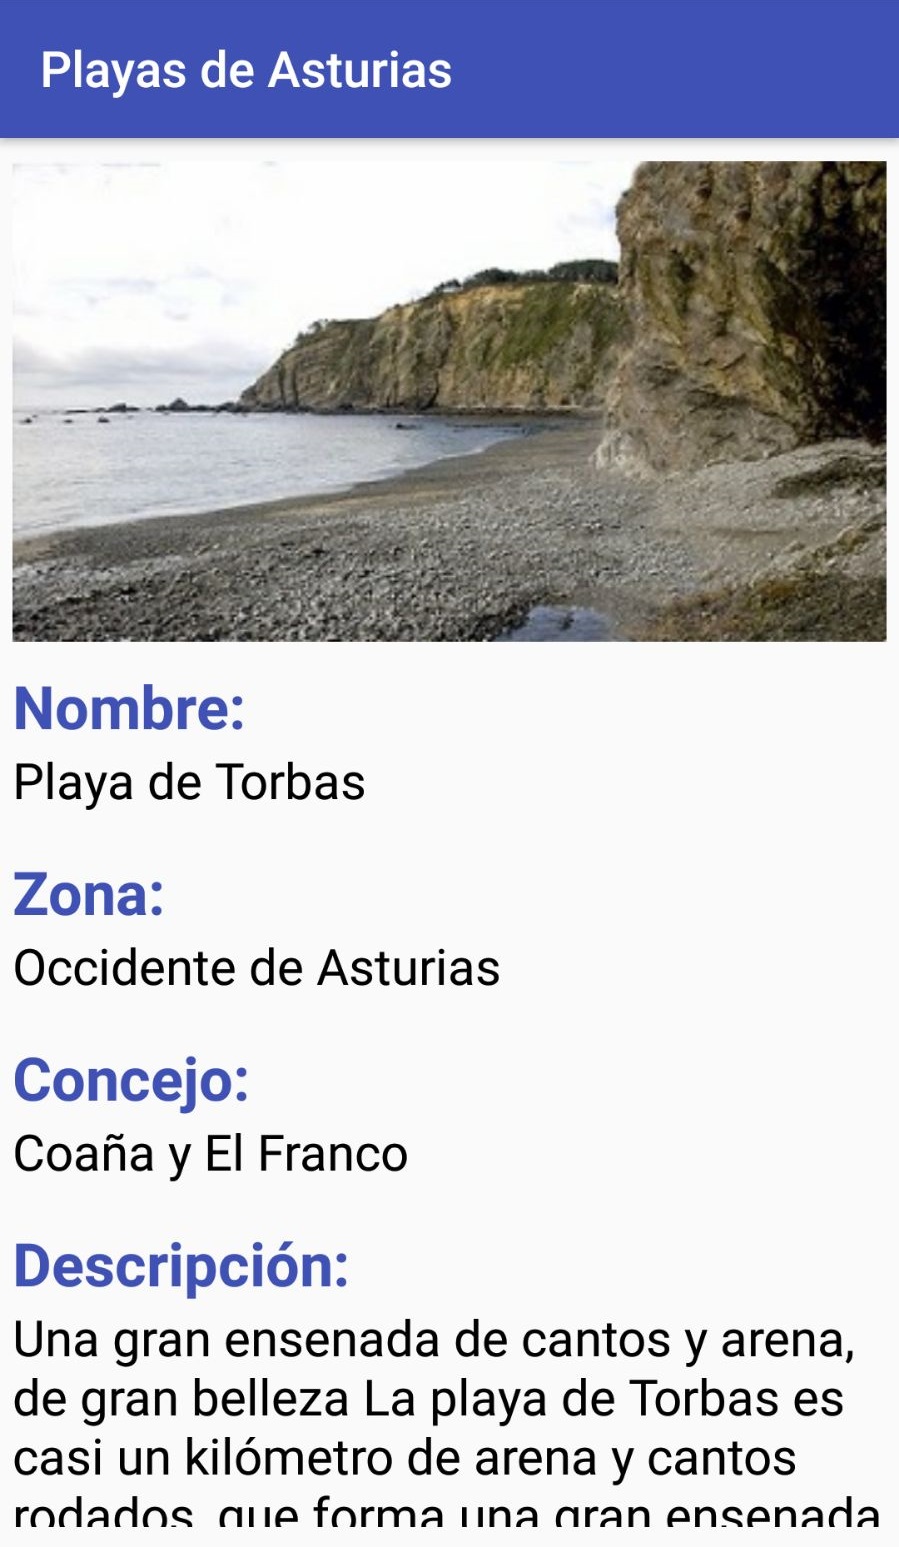 Playas de Asturias
Nombre:
Playa de Torbas
Zona:
Occidente de Asturias
Concejo:
Coaña y El Franco
Descripción:
Una gran ensenada de cantos y arena,
de gran belleza La playa de Torbas es
casi un kilómetro de arena y cantos
rodados, que forma una gran ensenada